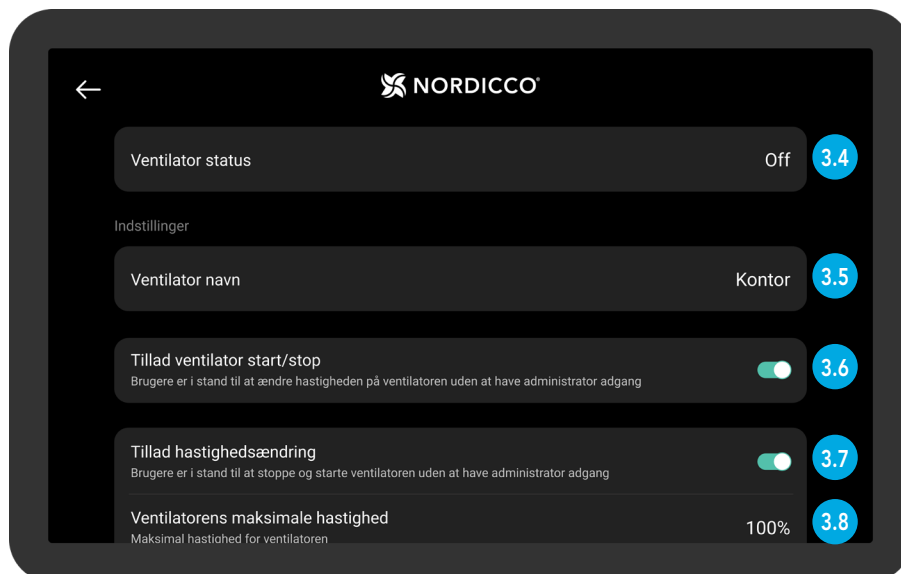 NORDICCO®
Ventilator status Off 3.4
Indstillinger
Ventilator navn Kontor 3.5
Tillad ventilator start/stop
Brugere er i stand til at ændre hastigheden på ventilatoren uden at have administrator adgang
3.6
Tillad hastighedsændring
Brugere er i stand til at stoppe og starte ventilatoren uden at have administrator adgang
3.7
Ventilatorens maksimale hastighed
Maksimal hastighed for ventilatoren
100% 3.8